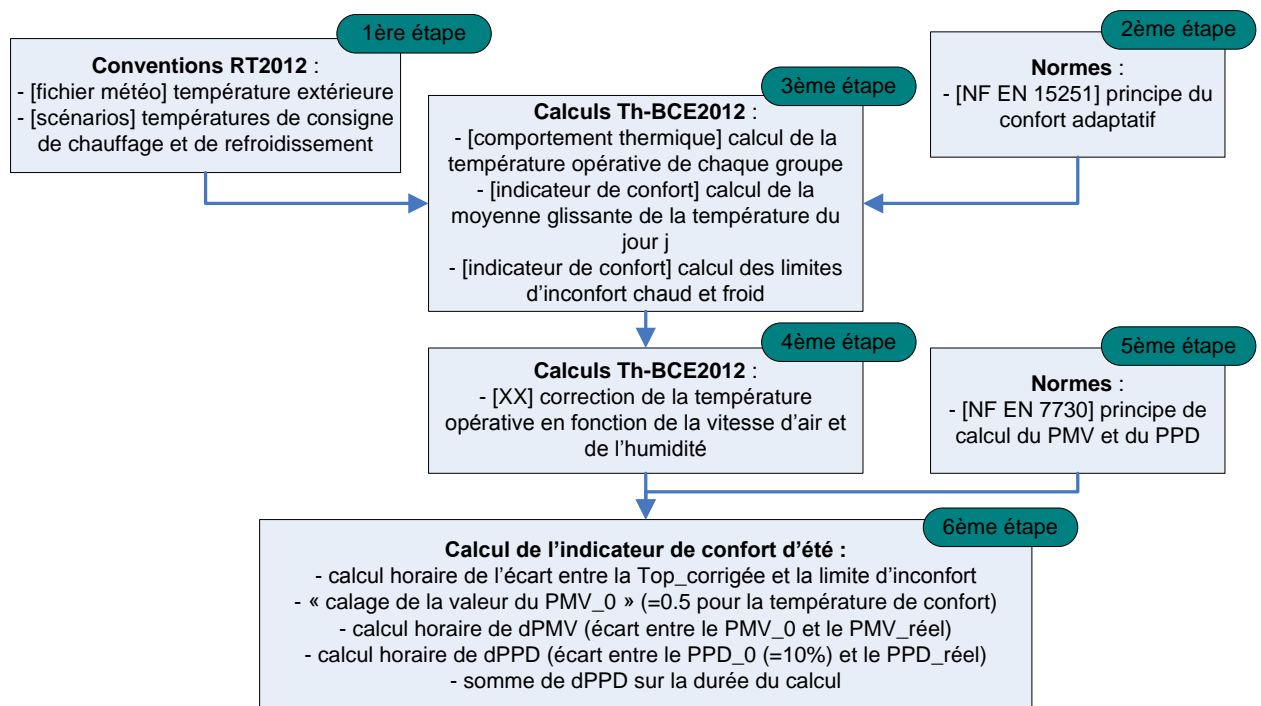 1ère étape
Conventions RT2012 :
- [fichier météo] température extérieure
- [scénarios] températures de consigne
de chauffage et de refroidissement
2ème étape
Normes :
- [NF EN 15251] principe du
confort adaptatif
3ème étape
Calculs Th-BCE2012 :
- [comportement thermique] calcul de la
température opérative de chaque groupe
- [indicateur de confort] calcul de la
moyenne glissante de la température du
jour j
- [indicateur de confort] calcul des limites
d'inconfort chaud et froid
4ème étape
Calculs Th-BCE2012 :
- [XX] correction de la température
opérative en fonction de la vitesse d'air et
de l'humidité
5ème étape
Normes :
- [NF EN 7730] principe de
calcul du PMV et du PPD
6ème étape
Calcul de l'indicateur de confort d'été :
- calcul horaire de l'écart entre la Top_corrigée et la limite d'inconfort
- « calage de la valeur du PMV_0 » (=0.5 pour la température de confort)
- calcul horaire de dPMV (écart entre le PMV_0 et le PMV_réel)
- calcul horaire de dPPD (écart entre le PPD_0 (=10%) et le PPD_réel)
- somme de dPPD sur la durée du calcul